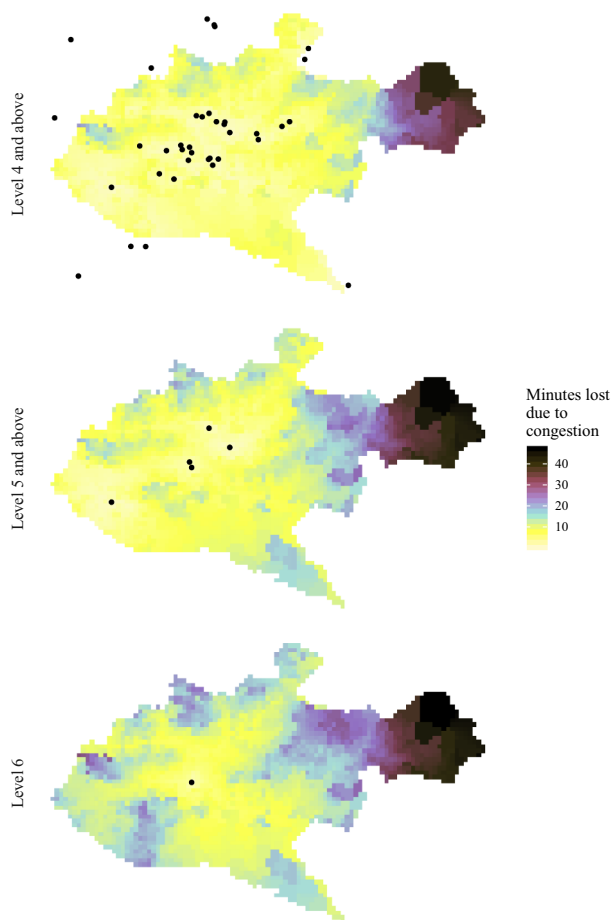 Level 4 and above
Level 5 and above
Minutes lost
due to
congestion
40
30
20
10
Level 6